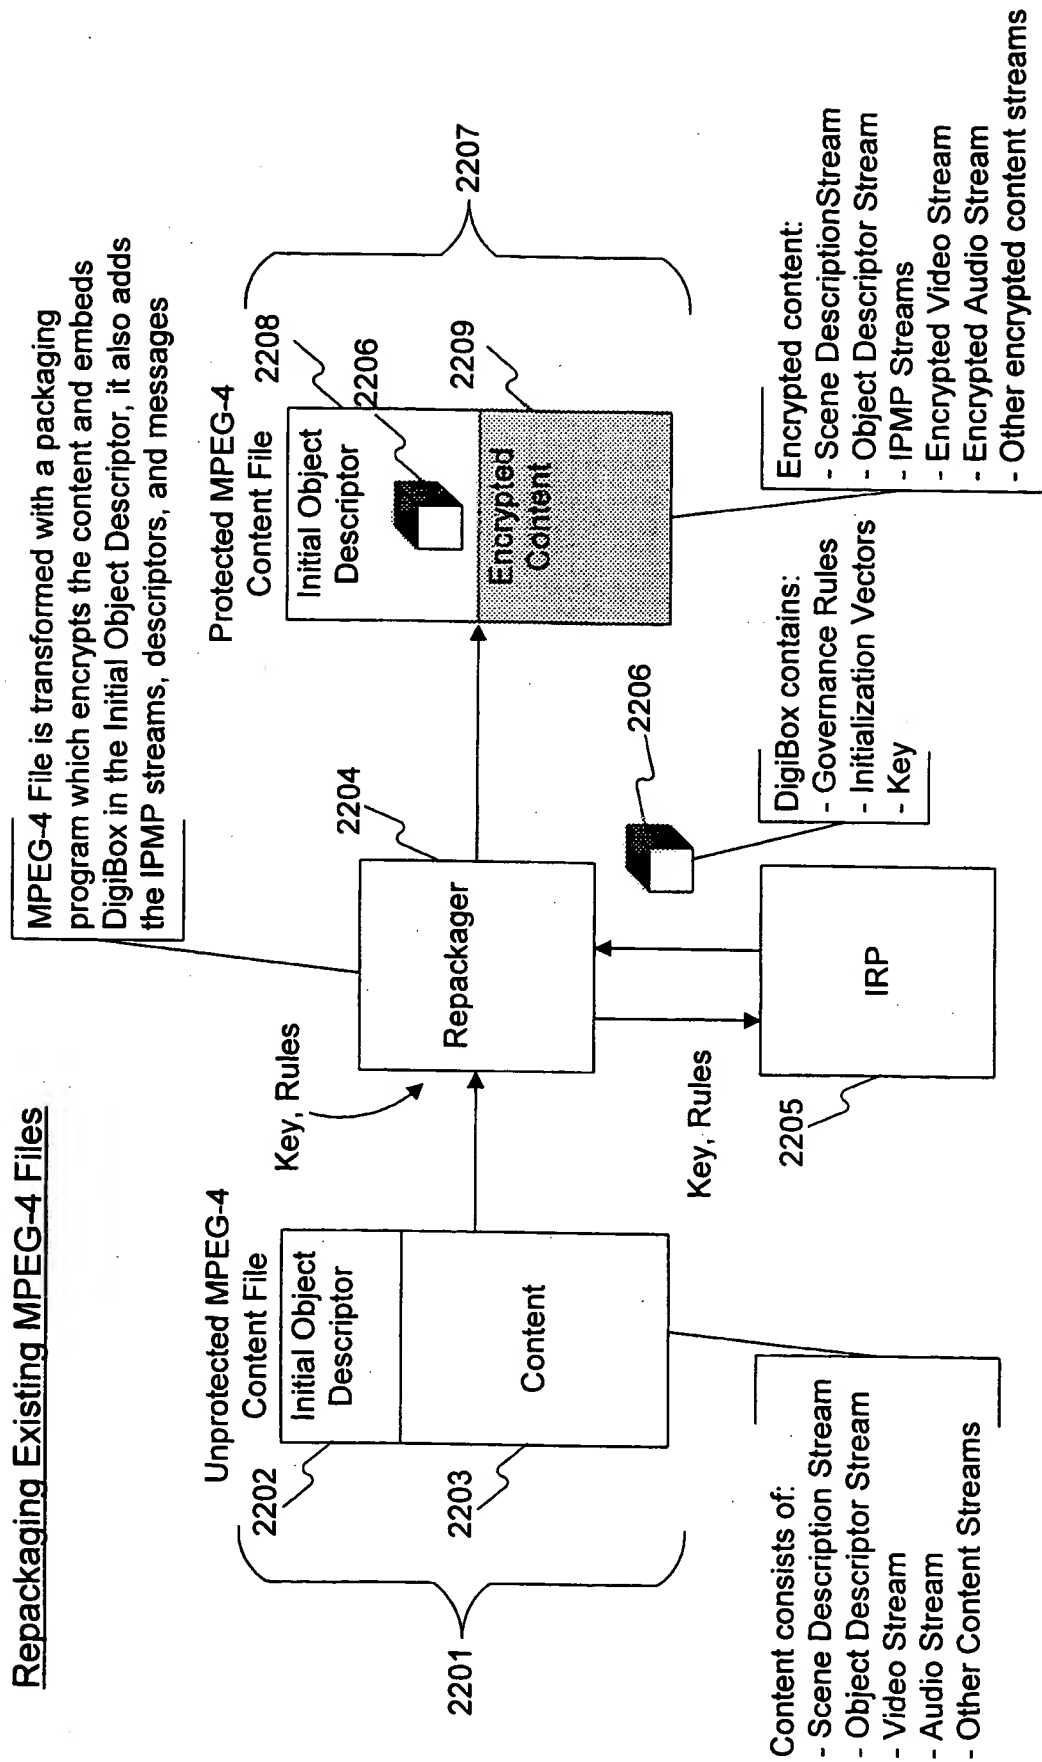 Repackaging Existing MPEG-4 Files
MPEG-4 File is transformed with a packaging
program which encrypts the content and embeds
DigiBox in the Initial Object Descriptor, it also adds
the IPMP streams, descriptors, and messages
Unprotected MPEG-4
Content File
2202
Initial Object
Descriptor
2203
Content
2201
Content consists of:
- Scene Description Stream
- Object Descriptor Stream
- Video Stream
- Audio Stream
- Other Content Streams
Key, Rules
2204
Repackager
Key, Rules
2205
IRP
2206
DigiBox contains:
- Governance Rules
- Initialization Vectors
- Key
Protected MPEG-4
Content File
2208
Initial Object
Descriptor
2206
2209
Encrypted
Content
2207
Encrypted content:
- Scene DescriptionStream
- Object Descriptor Stream
- IPMP Streams
- Encrypted Video Stream
- Encrypted Audio Stream
- Other encrypted content streams